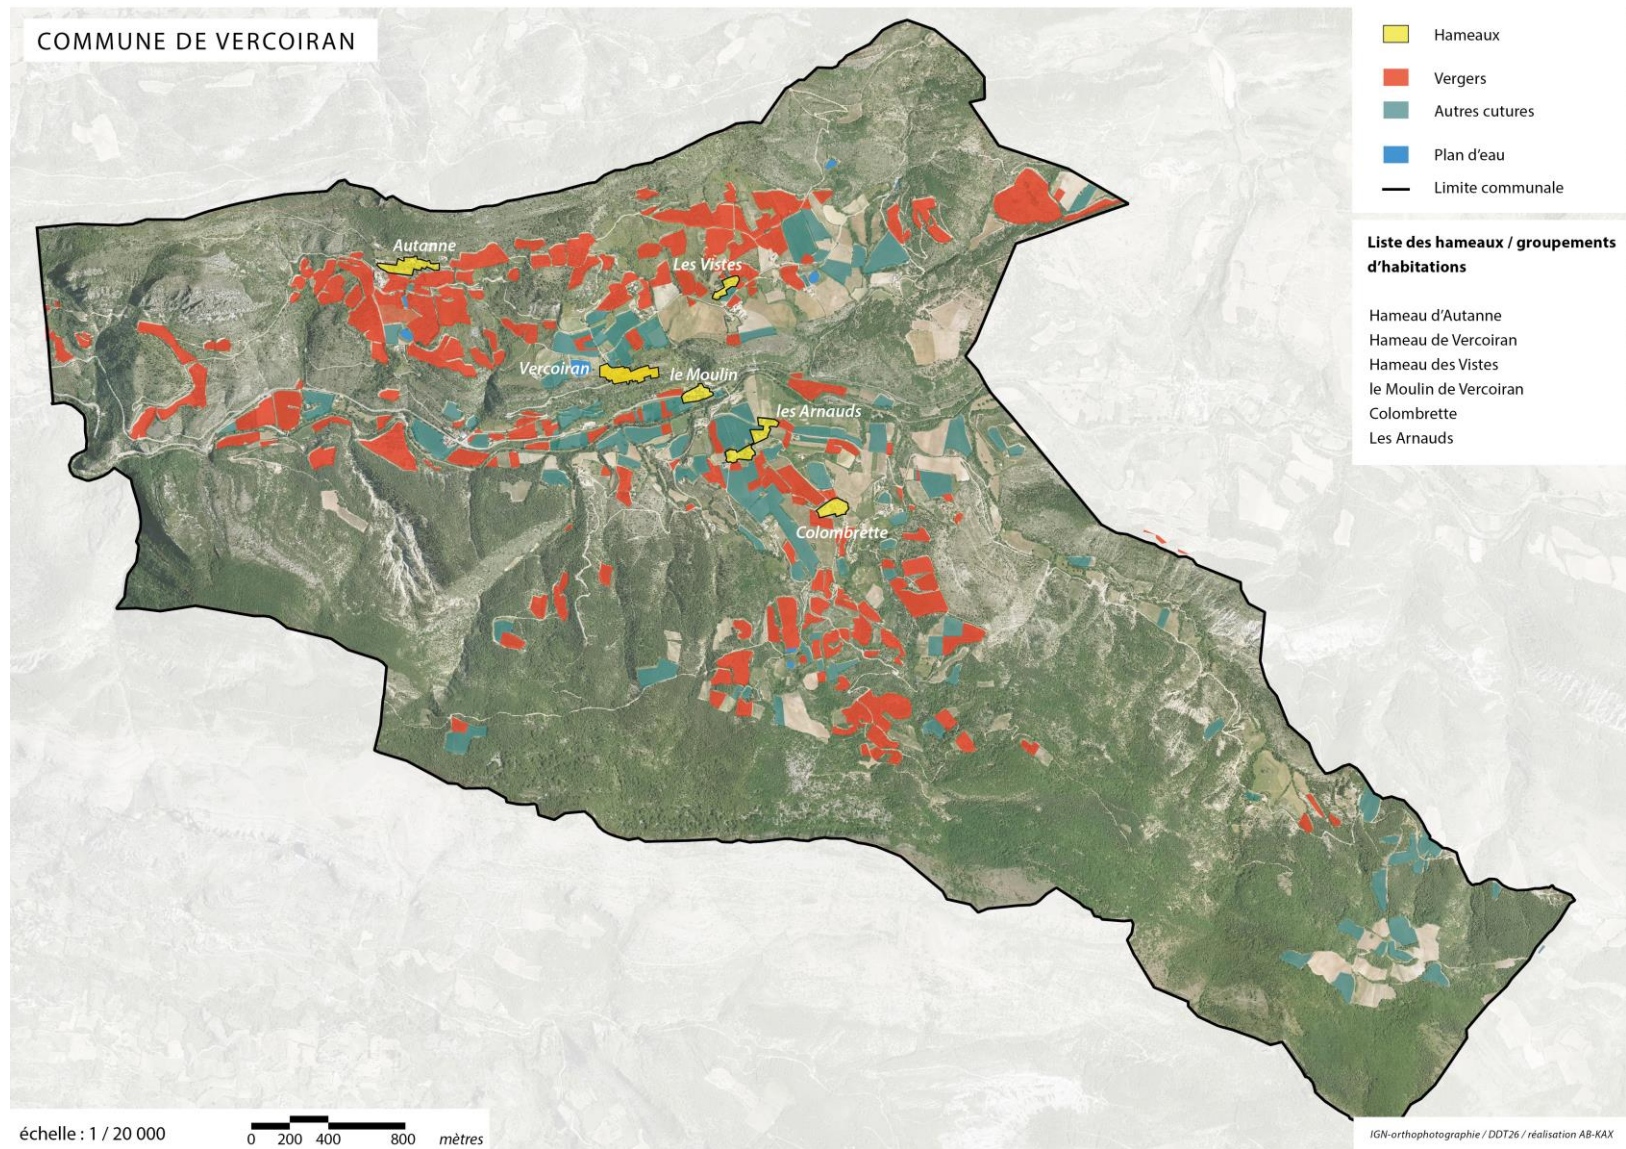 COMMUNE DE VERCOIRAN
Hameaux
Vergers
Autres cutures
Plan d'eau
Limite communale
Liste des hameaux / groupements
d'habitations
Hameau d'Autanne
Hameau de Vercoiran
Hameau des Vistes
le Moulin de Vercoiran
Colombrette
Les Arnauds
Autanne
Les Vistes
Vercoiran
le Moulin
les Arnauds
Colombrette
échelle : 1 / 20 000
0 200 400 800 mètres
IGN-orthophotographie / DDT26 / réalisation AB-KAX